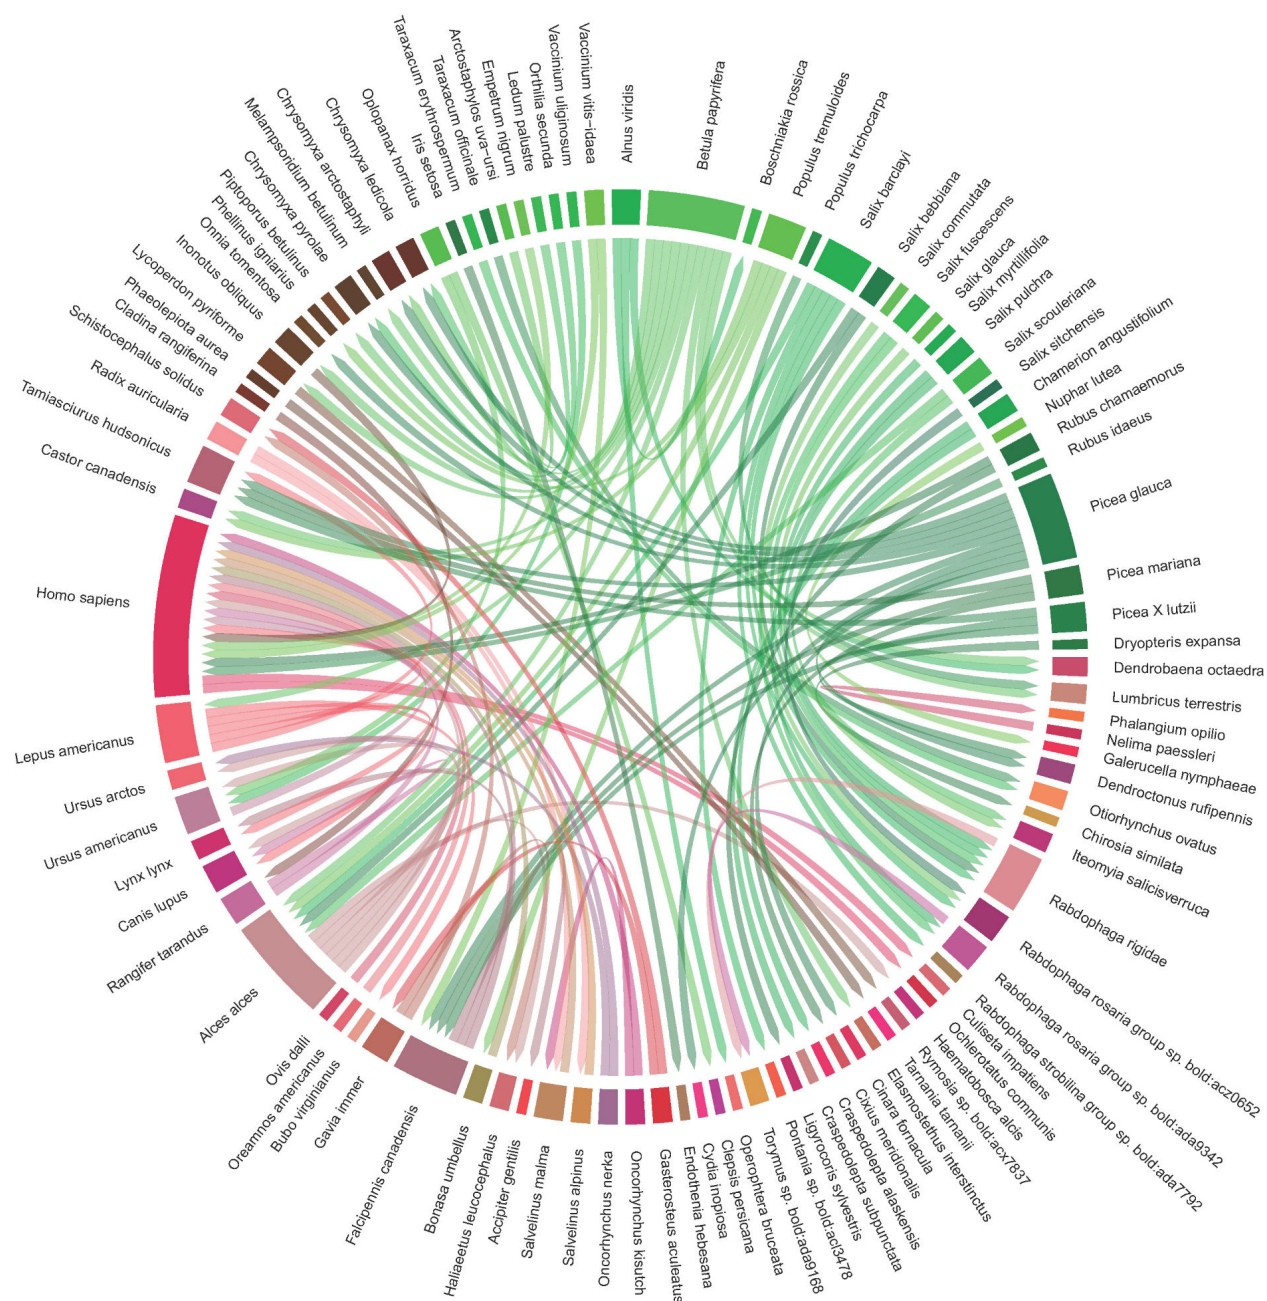 Alnus viridis
Betula papyrifera
Boschniakia rossica
Populus tremuloides
Populus trichocarpa
Salix barclayi
Salix bebbiana
Salix commutata
Salix fuscescens
Salix glauca
Salix myrtillifolia
Salix pulchra
Salix scouleriana
Salix sitchensis
Chamerion angustifolium
Nuphar lutea
Rubus chamaemorus
Rubus idaeus
Picea glauca
Picea mariana
Picea X lutzii
Dryopteris expansa
Dendrobaena octaedra
Lumbricus terrestris
Phalangium opilio
Nelima paessleri
Galerucella nymphaeae
Dendroctonus rufipennis
Otiorhynchus ovatus
Chirosia similata
Iteomyia salicisverruca
Rabdophaga rigidae
Rabdophaga rosaria group sp. bold:acz0652
Rabdophaga rosaria group sp. bold:ada9342
Rabdophaga strobilina group sp. bold:ada7792
Culiseta impatiens
Ochlerotatus communis
Haematobosca alcis
Rymosia sp. bold:acx7837
Tarnania tarnanii
Elasmostethus interstinctus
Cinara fornacula
Cixius meridionalis
Craspedolepta alaskensis
Craspedolepta subpunctata
Ligyrocoris sylvestris
Pontania sp. bold:acl3478
Torymus sp. bold:ada9168
Operophtera bruceata
Clepsis persicana
Cydia inopiosa
Endothenia hebesana
Gasterosteus aculeatus
Oncorhynchus kisutch
Oncorhynchus nerka
Salvelinus alpinus
Salvelinus malma
Accipiter gentilis
Haliaeetus leucocephalus
Bonasa umbellus
Falcipennis canadensis
Gavia immer
Bubo virginianus
Oreamnos americanus
Ovis dalli
Alces alces
Rangifer tarandus
Canis lupus
Lynx lynx
Ursus americanus
Ursus arctos
Lepus americanus
Homo sapiens
Castor canadensis
Tamiasciurus hudsonicus
Radix auricularia
Schistocephalus solidus
Cladina rangiferina
Phaeolepiota aurea
Lycoperdon pyriforme
Inonotus obliquus
Onnia tomentosa
Phellinus igniarius
Piptoporus betulinus
Chrysomyxa pyrolae
Melampsoridium betulinum
Chrysomyxa arctostaphyli
Chrysomyxa ledicola
Oplopanax horridus
Iris setosa
Taraxacum erythrospermum
Taraxacum officinale
Arctostaphylos uva−ursi
Empetrum nigrum
Ledum palustre
Orthilia secunda
Vaccinium uliginosum
Vaccinium vitis−idaea